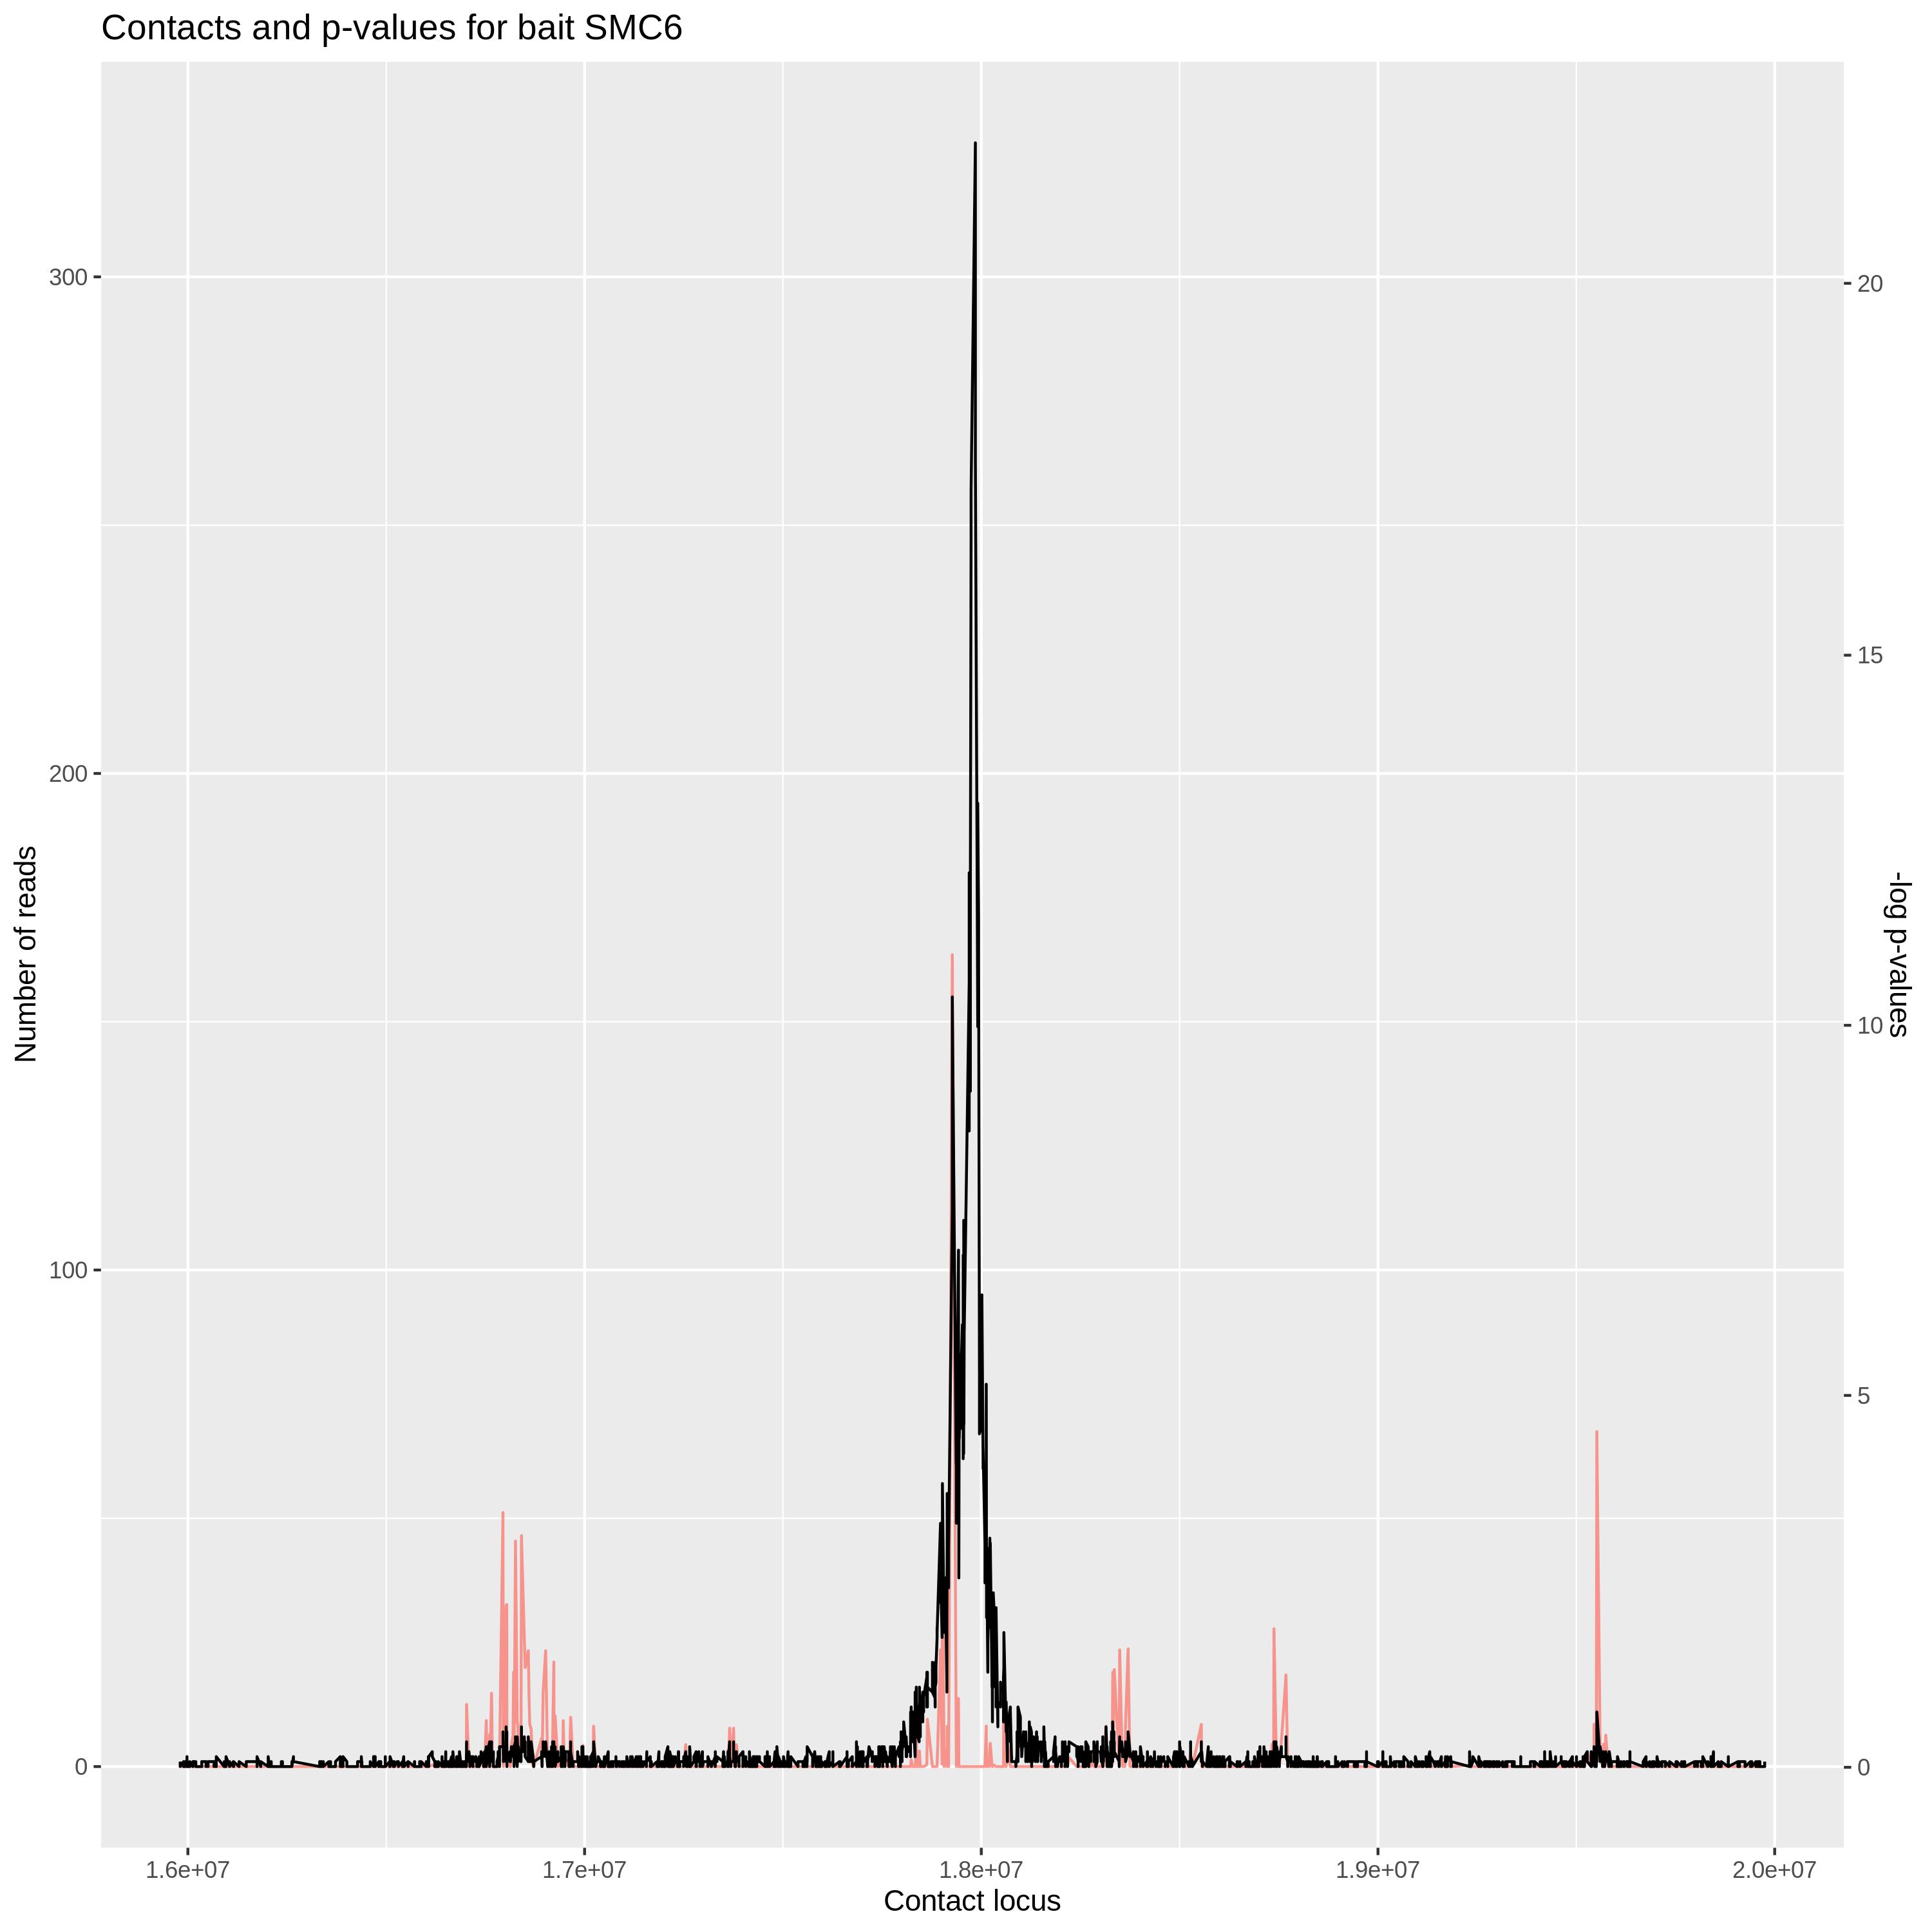 Contacts and p-values for bait SMC6
300
200
100
0
Number of reads
20
15
10
5
0
-log p-values
1.6e+07 1.7e+07 1.8e+07 1.9e+07 2.0e+07
Contact locus